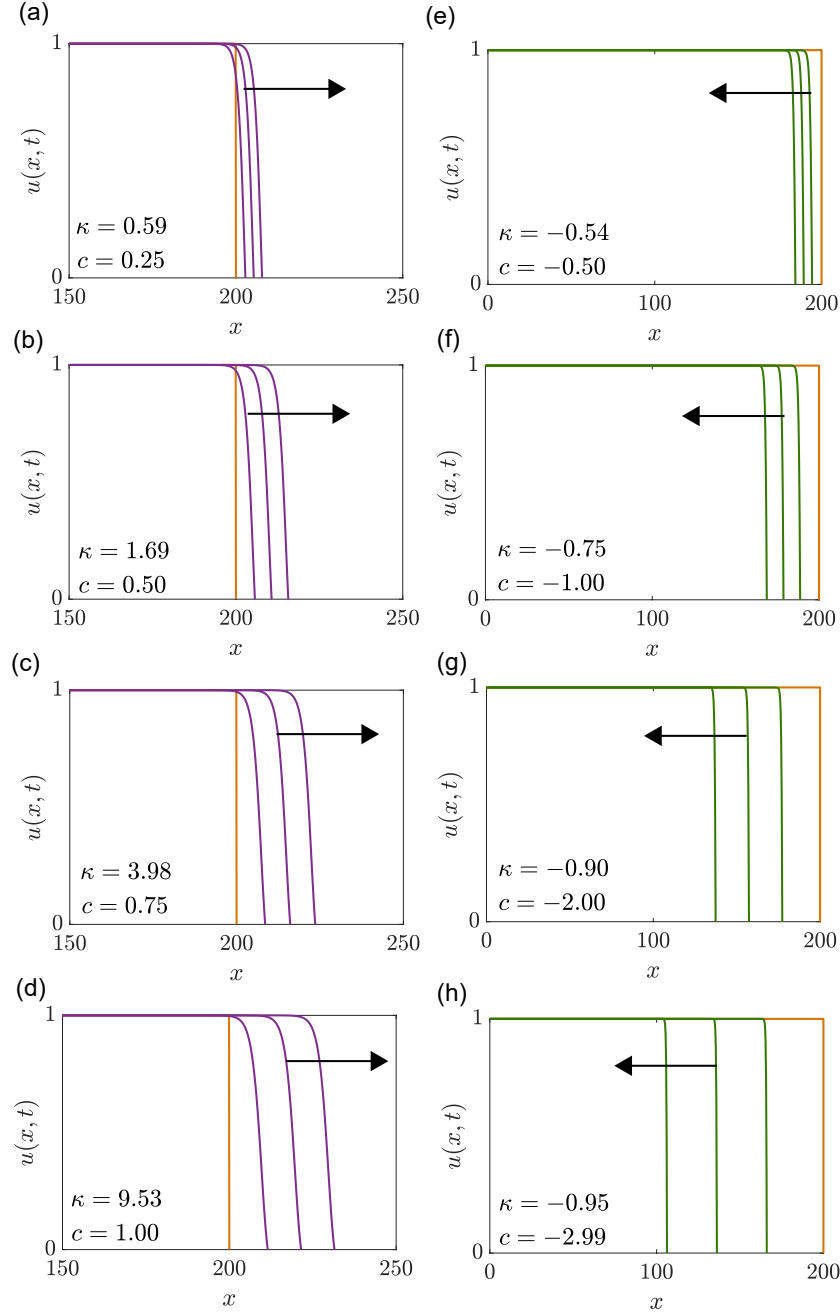 (a)
1
u(x, t)
κ = 0.59
c = 0.25
0
150 200 250
x
(e)
1
u(x, t)
κ = −0.54
c = −0.50
0
0 100 200
x
(b)
1
u(x, t)
κ = 1.69
c = 0.50
0
150 200 250
x
(f)
1
u(x, t)
κ = −0.75
c = −1.00
0
0 100 200
x
(c)
1
u(x, t)
κ = 3.98
c = 0.75
0
150 200 250
x
(g)
1
u(x, t)
κ = −0.90
c = −2.00
0
0 100 200
x
(d)
1
u(x, t)
κ = 9.53
c = 1.00
0
150 200 250
x
(h)
1
u(x, t)
κ = −0.95
c = −2.99
0
0 100 200
x